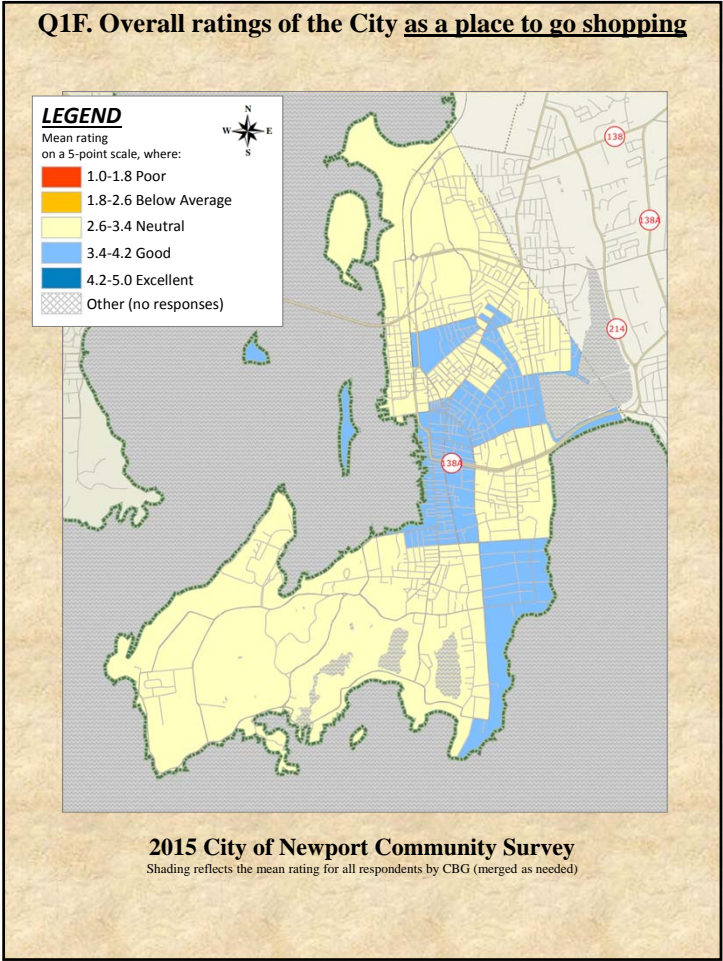 Q1F. Overall ratings of the City as a place to go shopping
LEGEND
Mean rating
on a 5-point scale, where:
1.0-1.8 Poor
1.8-2.6 Below Average
2.6-3.4 Neutral
3.4-4.2 Good
4.2-5.0 Excellent
Other (no responses)
N
W E
S
138
138A
214
138A
2015 City of Newport Community Survey
Shading reflects the mean rating for all respondents by CBG (merged as needed)